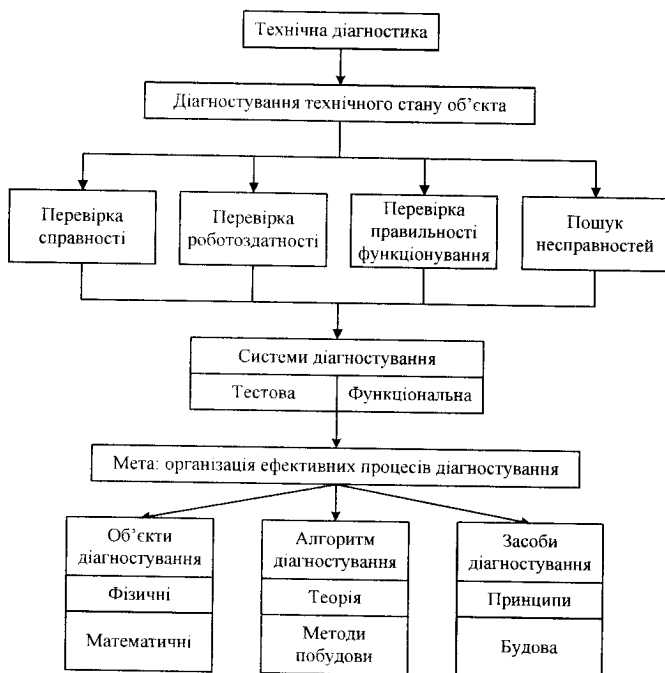 Технічна діагностика
Діагностування технічного стану об’єкта
Перевірка
справності
Перевірка
роботоздатності
Перевірка
правильності
функціонування
Пошук
несправностей
Системи діагностування
Тестова
Функціональна
Мета: організація ефективних процесів діагностування
Об’єкти
діагностування
Фізичні
Математичні
Алгоритм
діагностування
Теорія
Методи
побудови
Засоби
діагностування
Принципи
Будова